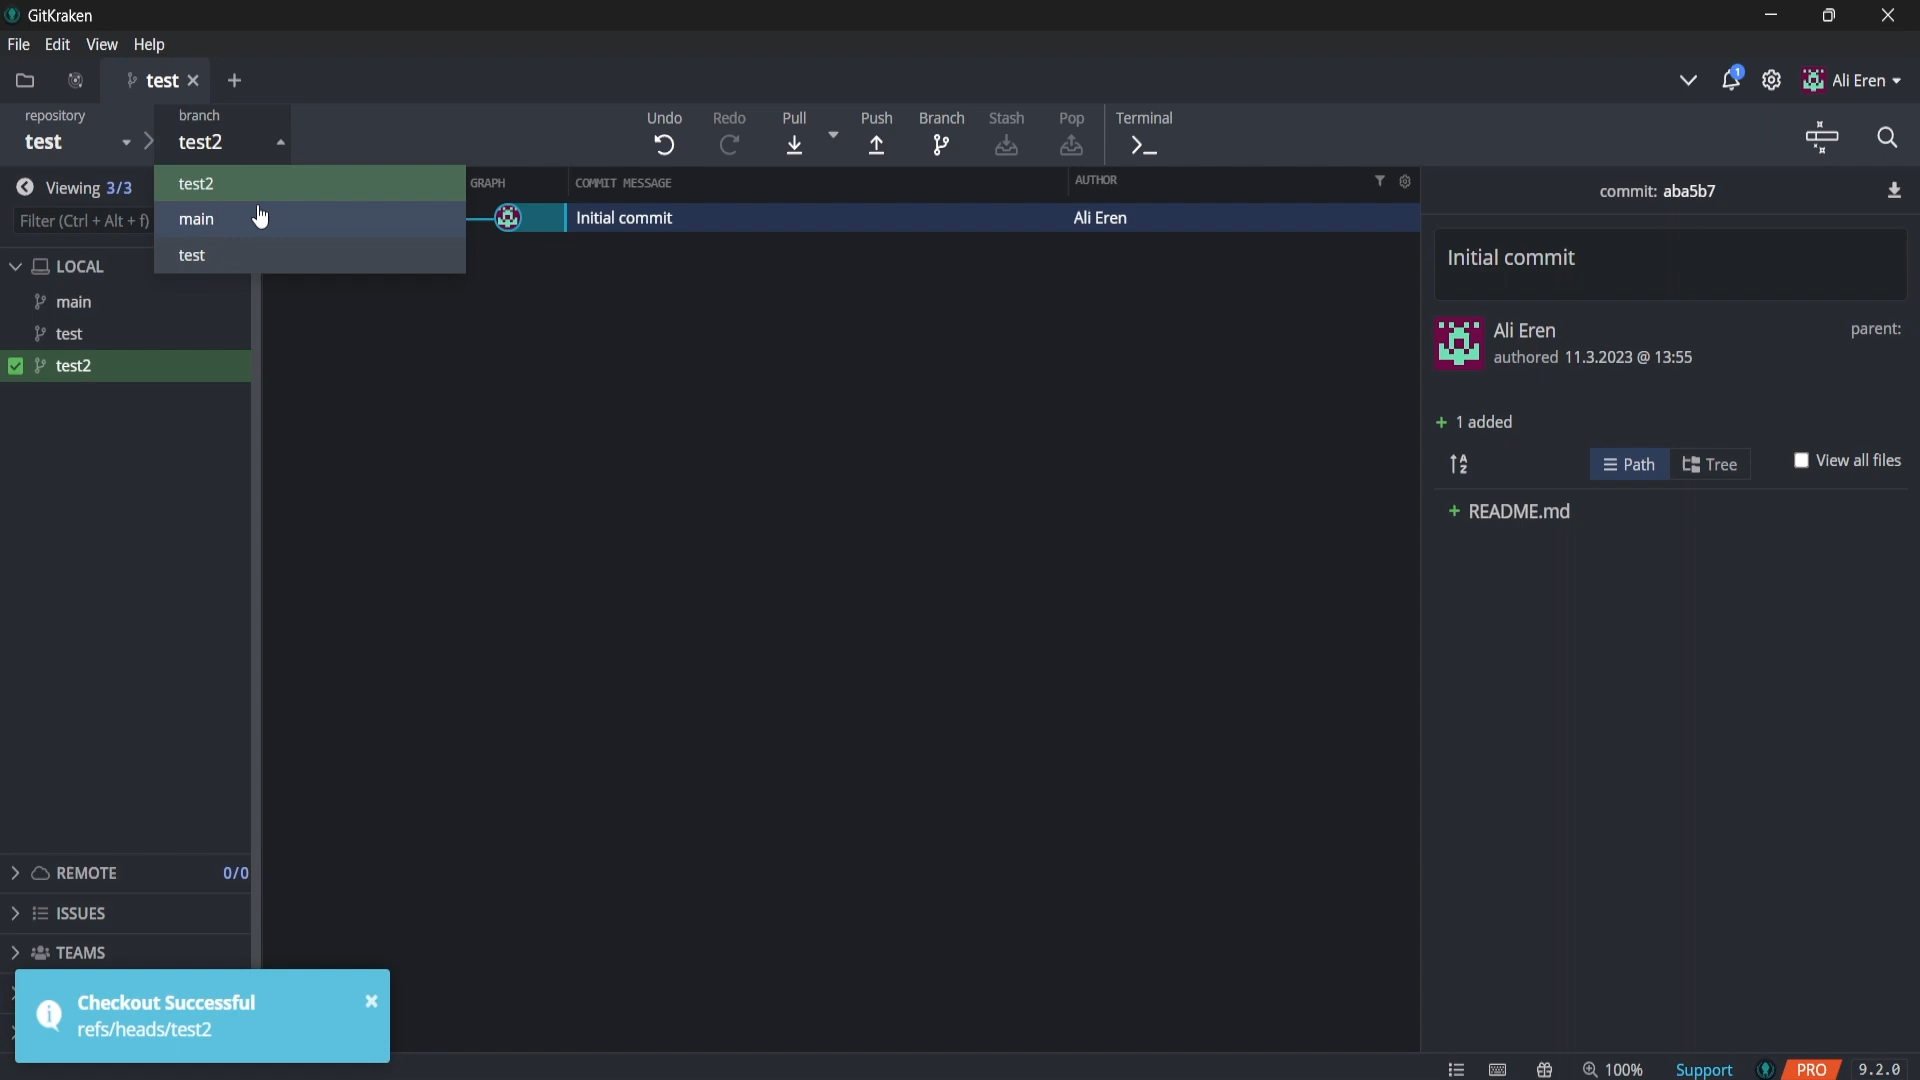 GitKraken
File Edit View Help
test
Ali Eren
repository
test
branch
test2
Undo Redo Pull Push Branch Stash Pop Terminal
Viewing 3/3
Filter (Ctrl + Alt + f)
test2
main
test
GRAPH COMMIT MESSAGE AUTHOR
Initial commit Ali Eren
LOCAL
main
test
test2
REMOTE 0/0
ISSUES
TEAMS
Checkout Successful
refs/heads/test2
commit: aba5b7
Initial commit
Ali Eren
authored 11.3.2023 @ 13:55
parent:
+ 1 added
Path Tree View all files
+ README.md
100% Support PRO 9.2.0